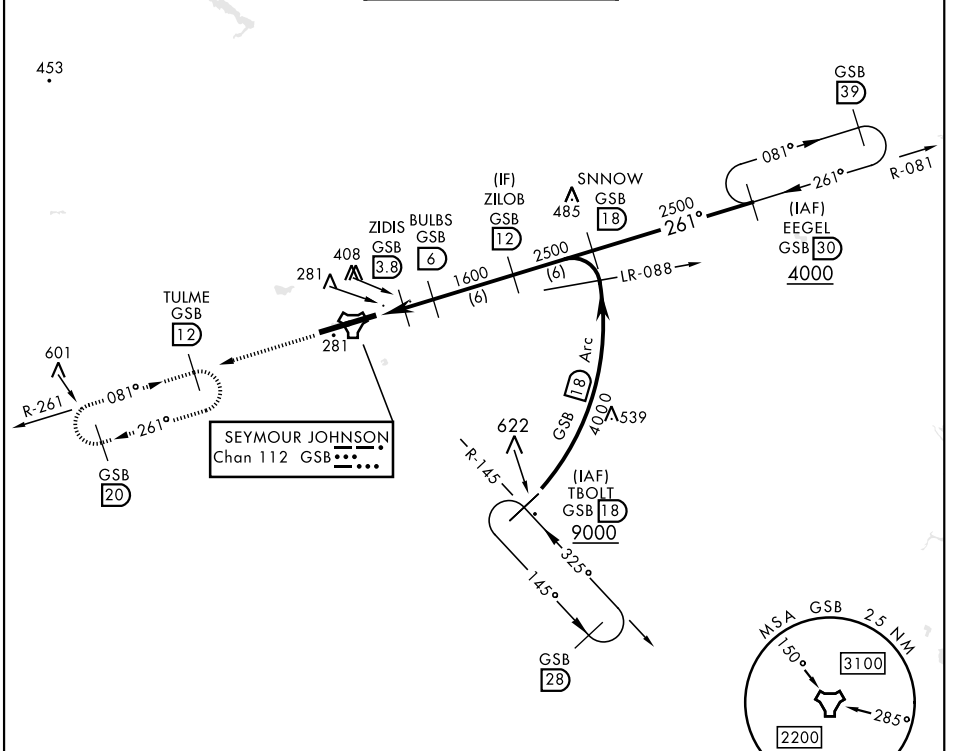 453
GSB
39
081°
261°
R-081
(IAF)
EEGEL
GSB 30
4000
SNNOW
GSB
18
485
2500
261°
(IF)
ZILOB
GSB
12
2500
(6)
LR-088
BULBS
GSB
6
1600
(6)
ZIDIS
GSB
3.8
408
281
281
TULME
GSB
12
601
R-261
081°
261°
GSB
20
SEYMOUR JOHNSON
Chan 112 GSB
GSB 18 Arc
4000
539
622
R-145
(IAF)
TBOLT
GSB 18
9000
325°
145°
GSB
28
MSA GSB 25 NM
150°
3100
285°
2200